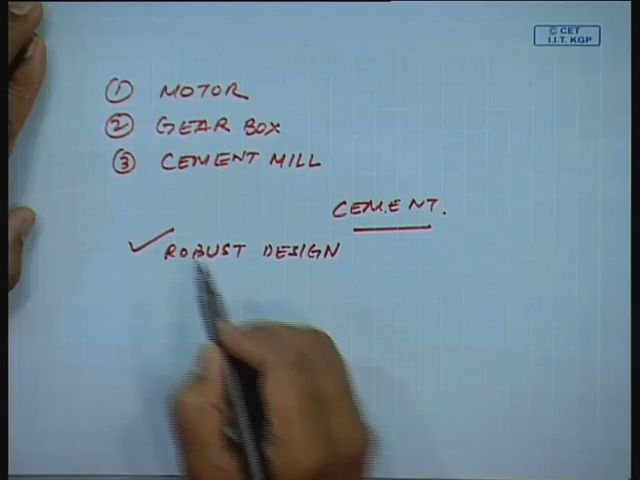 © CET
I.I.T. KGP
① MOTOR
② GEAR BOX
③ CEMENT MILL
CEMENT.
✓ ROBUST DESIGN